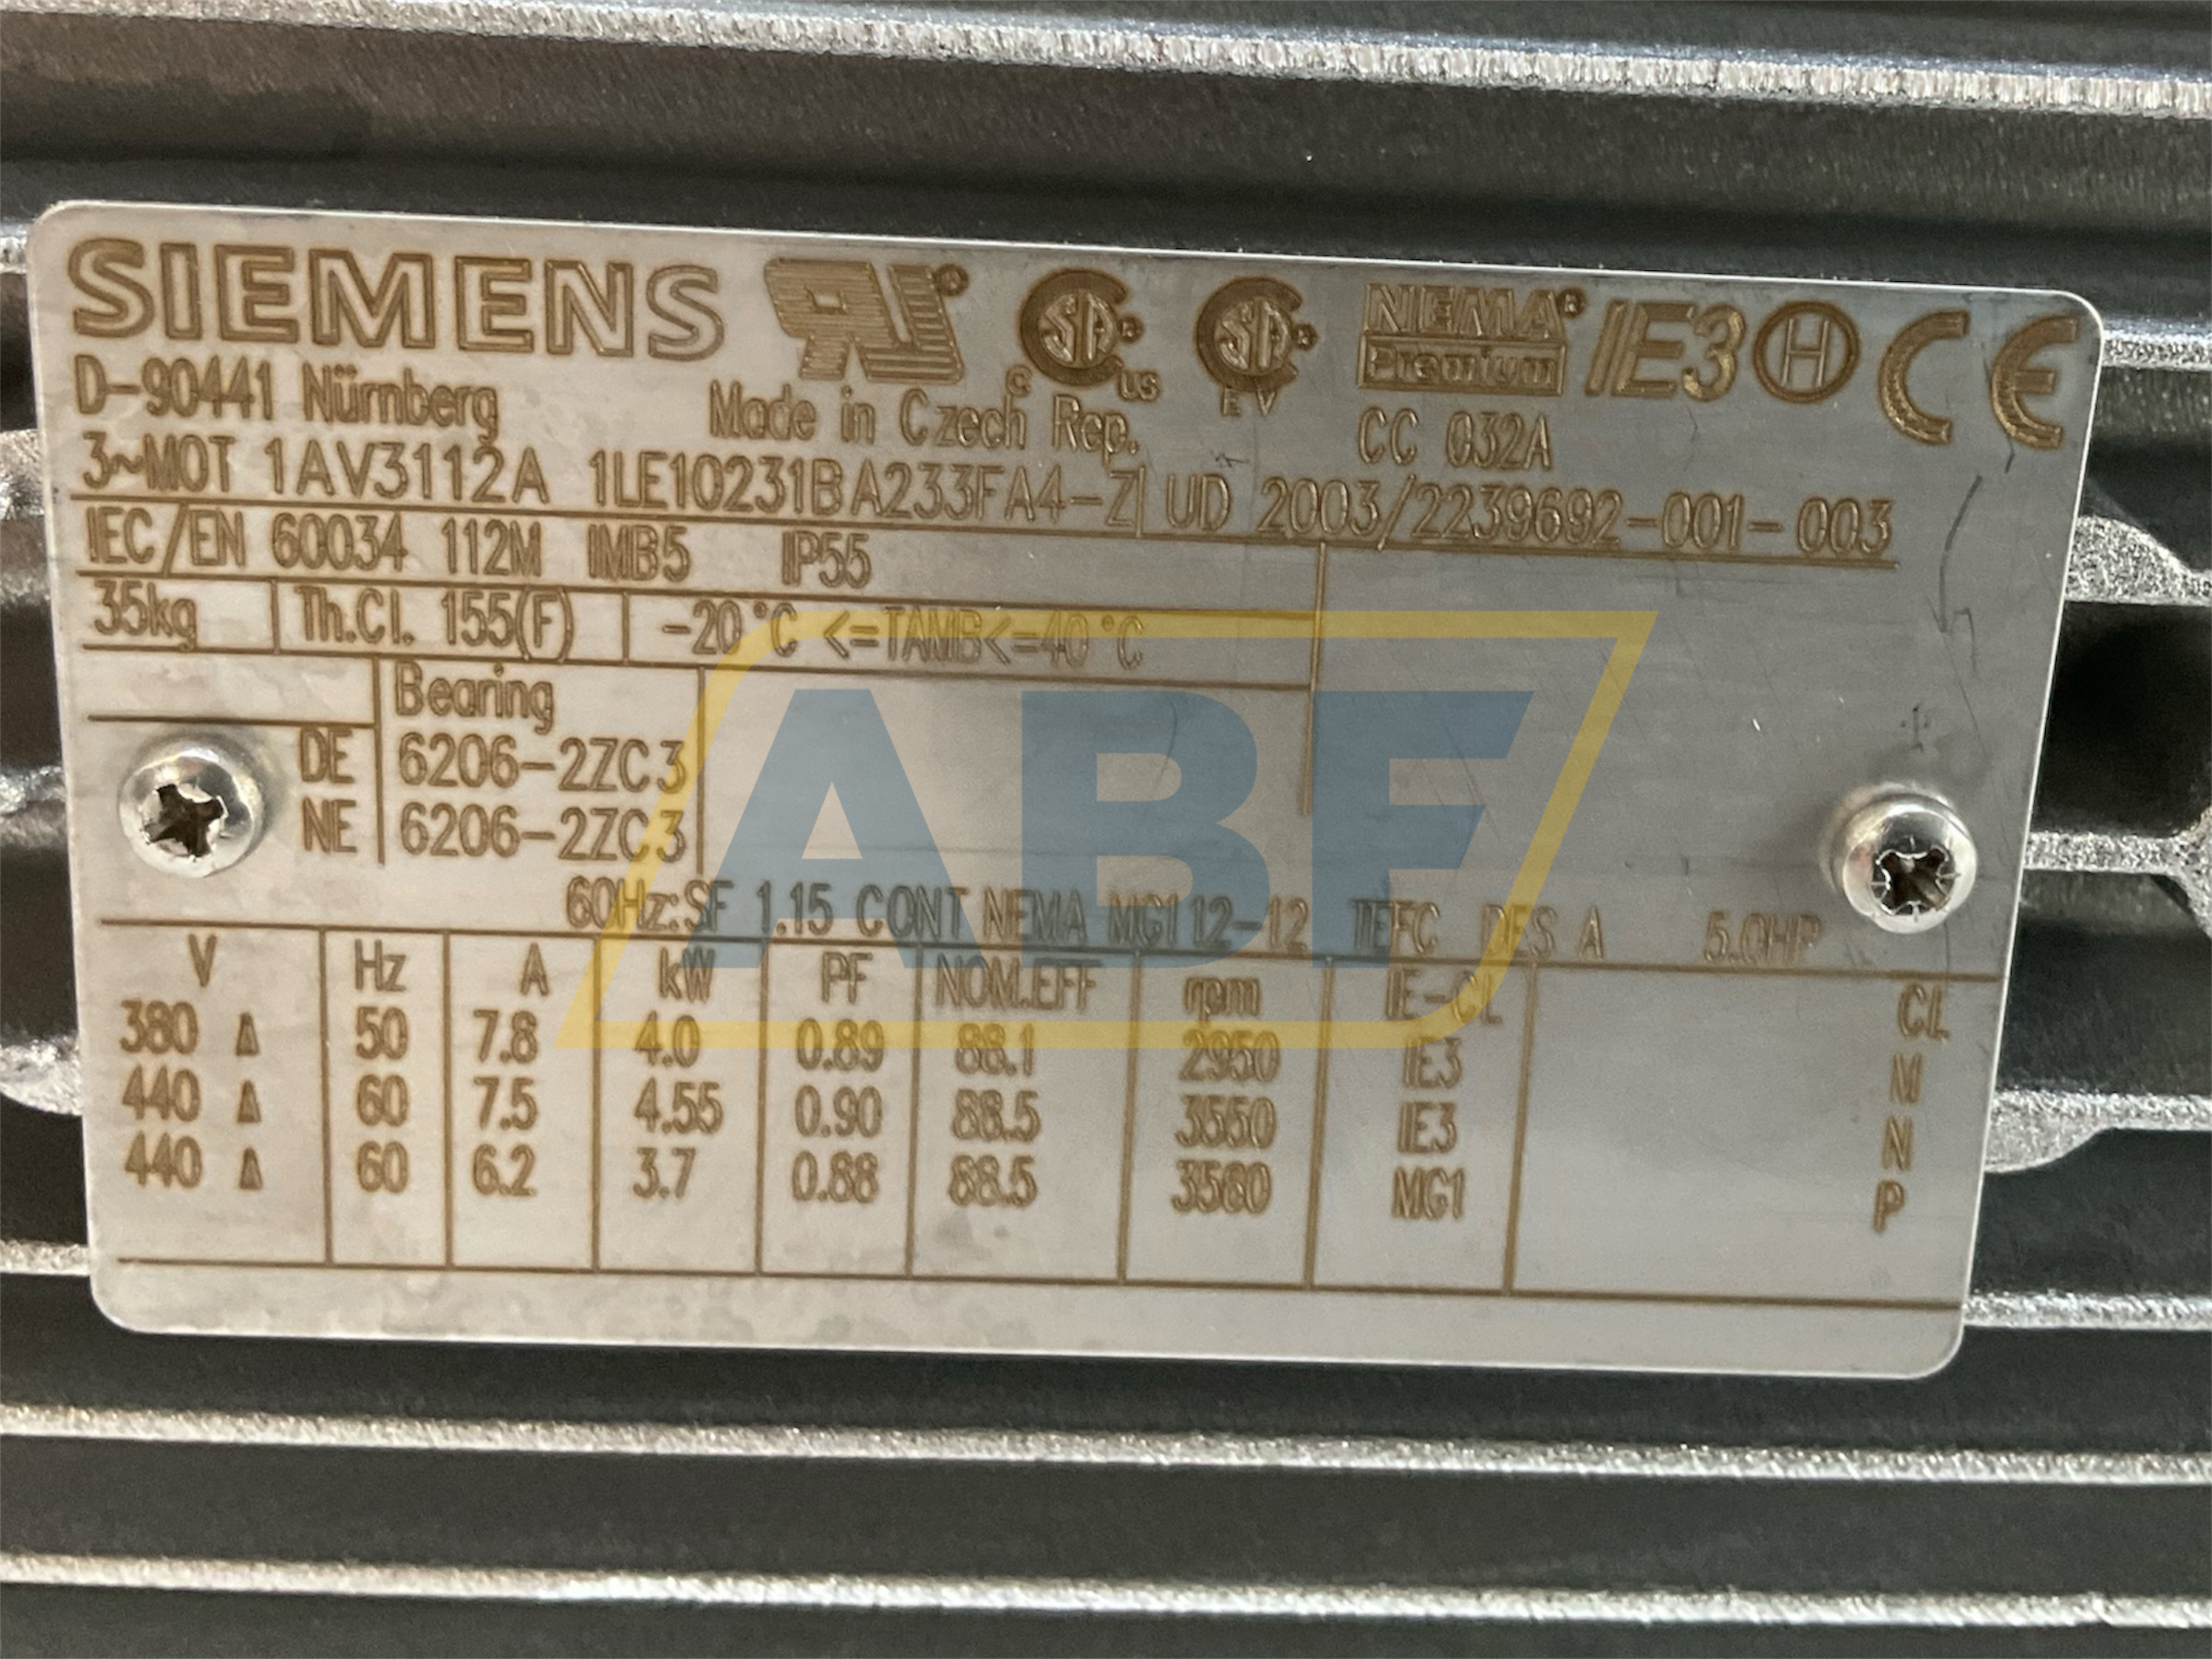 SIEMENS RU® CSA® C US CSA® E V NEMA® Premium IE3 H CE
D-90441 Nürnberg Made in Czech Rep. CC 032A
3~MOT 1AV3112A 1LE10231BA233FA4-Z UD 2003/2239692-001-003
IEC/EN 60034 112M IMB5 IP55
35kg Th.Cl. 155(F) -20°C <=TAMB<=40°C
Bearing
DE 6206-2ZC3
NE 6206-2ZC3
ABF
60Hz:SF 1.15 CONT NEMA MG1 12-12 TEFC DES A 5.0HP
V Hz A kW PF NOM.EFF rpm IE-CL CL
380 Δ 50 7.8 4.0 0.89 88.1 2950 IE3 M
440 Δ 60 7.5 4.55 0.90 88.5 3550 IE3 N
440 Δ 60 6.2 3.7 0.88 88.5 3560 MG1 P